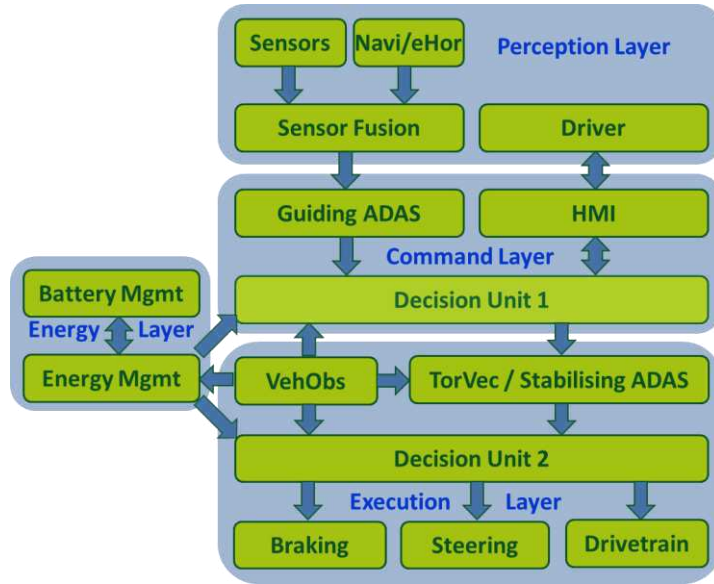 Sensors
Navi/eHor
Perception Layer
Sensor Fusion
Driver
Guiding ADAS
HMI
Command Layer
Battery Mgmt
Decision Unit 1
Energy Layer
Energy Mgmt
VehObs
TorVec / Stabilising ADAS
Decision Unit 2
Execution Layer
Braking
Steering
Drivetrain